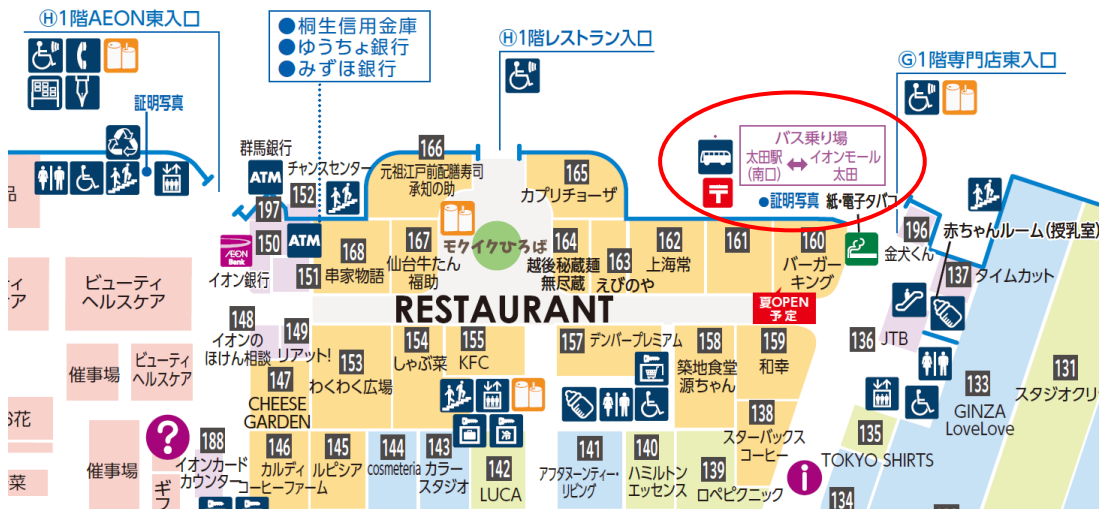 Ⓗ1階AEON東入口
●桐生信用金庫
●ゆうちょ銀行
●みずほ銀行
Ⓗ1階レストラン入口
Ⓖ1階専門店東入口
証明写真
バス乗り場
太田駅
(南口)
イオンモール
太田
●証明写真
紙・電子タバコ
群馬銀行
ATM
チャンスセンター
152
197
150
AEON
Bank
イオン銀行
ATM
151
166
元祖江戸前配膳寿司
承知の助
165
カプリチョーザ
モクイクひろば
168
串家物語
167
仙台牛たん
福助
164
越後秘蔵麺
無尽蔵
163
えびのや
162
上海常
161
160
バーガー
キング
夏OPEN
予定
196
金犬くん
赤ちゃんルーム(授乳室)
137
タイムカット
136
JTB
RESTAURANT
ビューティ
ヘルスケア
148
イオンの
ほけん相談
149
リアット!
153
わくわく広場
154
しゃぶ菜
155
KFC
157
デンバープレミアム
158
築地食堂
源ちゃん
159
和幸
催事場
ビューティ
ヘルスケア
147
CHEESE
GARDEN
138
スターバックス
コーヒー
133
GINZA
LoveLove
131
スタジオクリ
135
TOKYO SHIRTS
134
品
ィ
ア
お花
菜
催事場
ギフ
?
188
イオンカード
カウンター
146
カルディ
コーヒーファーム
145
ルピシア
144
cosmeteria
143
カラー
スタジオ
冷
142
LUCA
141
アフタヌーンティー・
リビング
140
ハミルトン
エッセンス
139
ロペピクニック
i